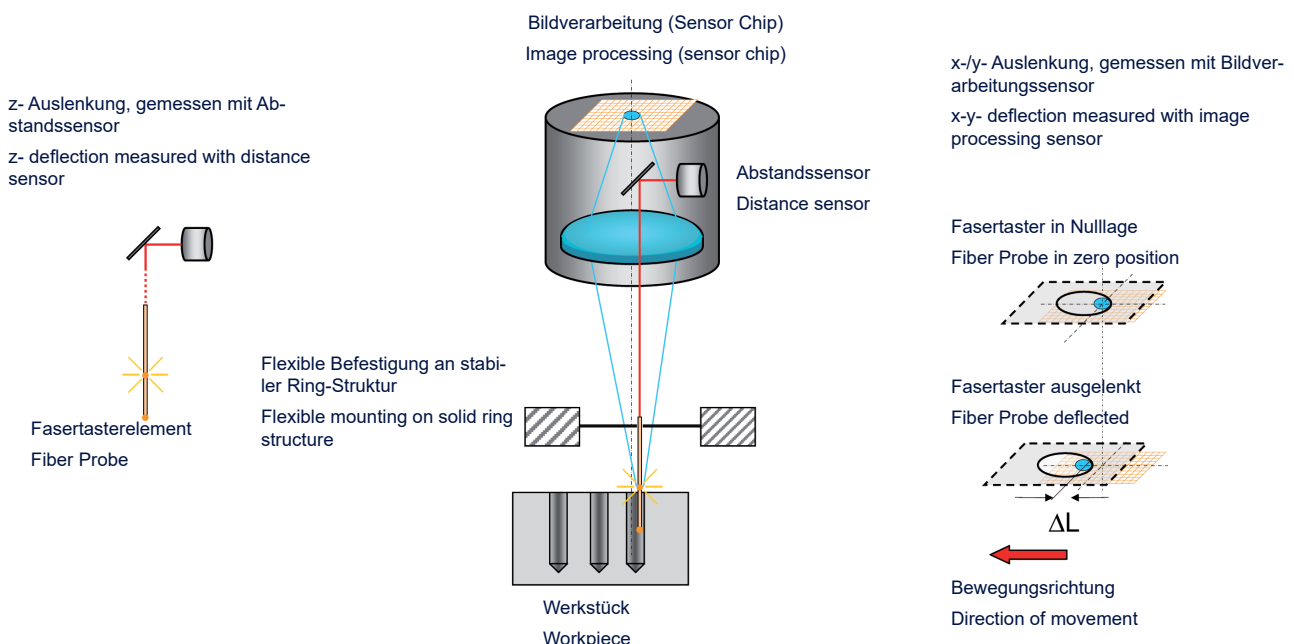 Bildverarbeitung (Sensor Chip)
Image processing (sensor chip)
z- Auslenkung, gemessen mit Ab-
standssensor
z- deflection measured with distance
sensor
x-/y- Auslenkung, gemessen mit Bildver-
arbeitungssensor
x-y- deflection measured with image
processing sensor
Abstandssensor
Distance sensor
Fasertaster in Nulllage
Fiber Probe in zero position
Flexible Befestigung an stabi-
ler Ring-Struktur
Flexible mounting on solid ring
structure
Fasertaster ausgelenkt
Fiber Probe deflected
Fasertasterelement
Fiber Probe
ΔL
Bewegungsrichtung
Direction of movement
Werkstück
Workpiece